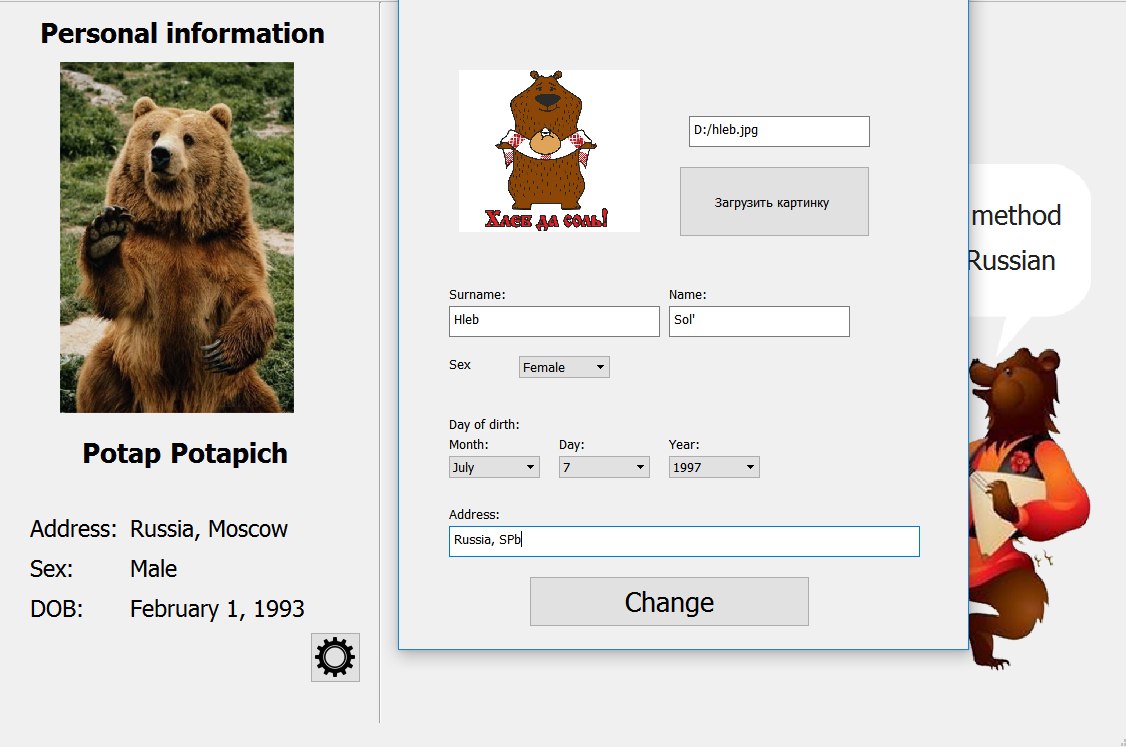 Personal information
Potap Potapich
Address: Russia, Moscow
Sex: Male
DOB: February 1, 1993
Хлеб да соль!
D:/hleb.jpg
Загрузить картинку
Surname: Name:
Hleb Sol'
Sex Female
Day of dirth:
Month: Day: Year:
July 7 1997
Address:
Russia, SPb
Change
method
Russian